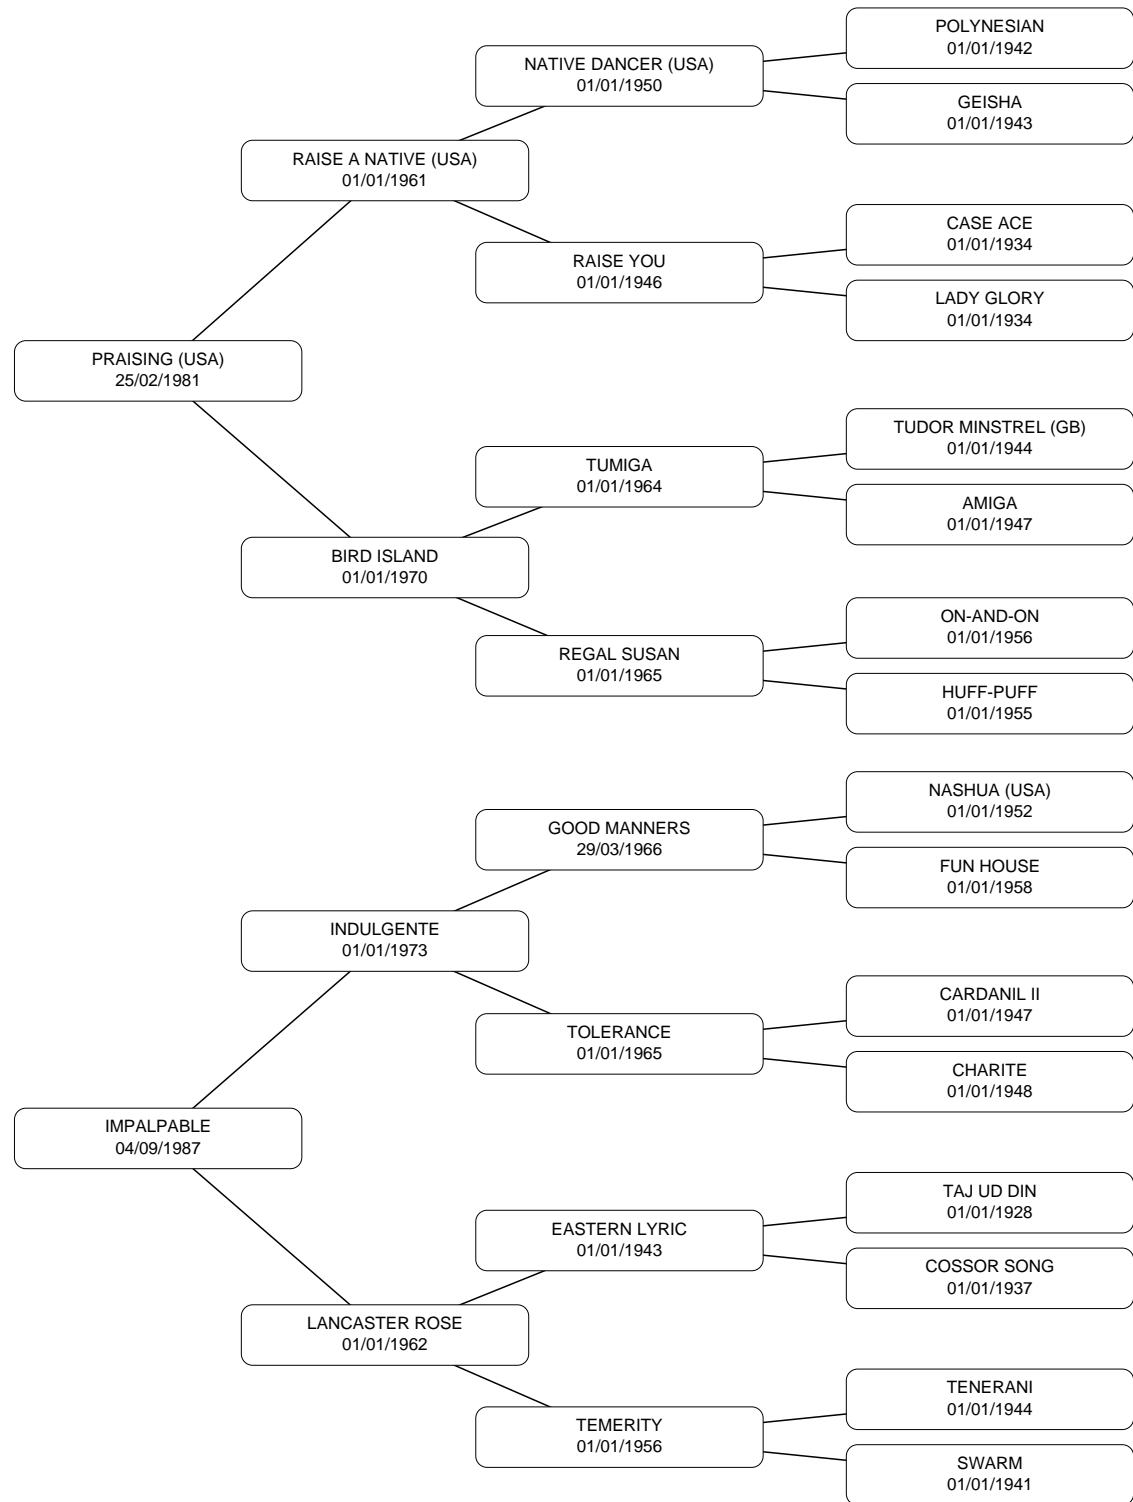 POLYNESIAN
01/01/1942
NATIVE DANCER (USA)
01/01/1950
GEISHA
01/01/1943
RAISE A NATIVE (USA)
01/01/1961
CASE ACE
01/01/1934
RAISE YOU
01/01/1946
LADY GLORY
01/01/1934
PRAISING (USA)
25/02/1981
TUDOR MINSTREL (GB)
01/01/1944
TUMIGA
01/01/1964
AMIGA
01/01/1947
BIRD ISLAND
01/01/1970
ON-AND-ON
01/01/1956
REGAL SUSAN
01/01/1965
HUFF-PUFF
01/01/1955
NASHUA (USA)
01/01/1952
GOOD MANNERS
29/03/1966
FUN HOUSE
01/01/1958
INDULGENTE
01/01/1973
CARDANIL II
01/01/1947
TOLERANCE
01/01/1965
CHARITE
01/01/1948
IMPALPABLE
04/09/1987
TAJ UD DIN
01/01/1928
EASTERN LYRIC
01/01/1943
COSSOR SONG
01/01/1937
LANCASTER ROSE
01/01/1962
TENERANI
01/01/1944
TEMERITY
01/01/1956
SWARM
01/01/1941